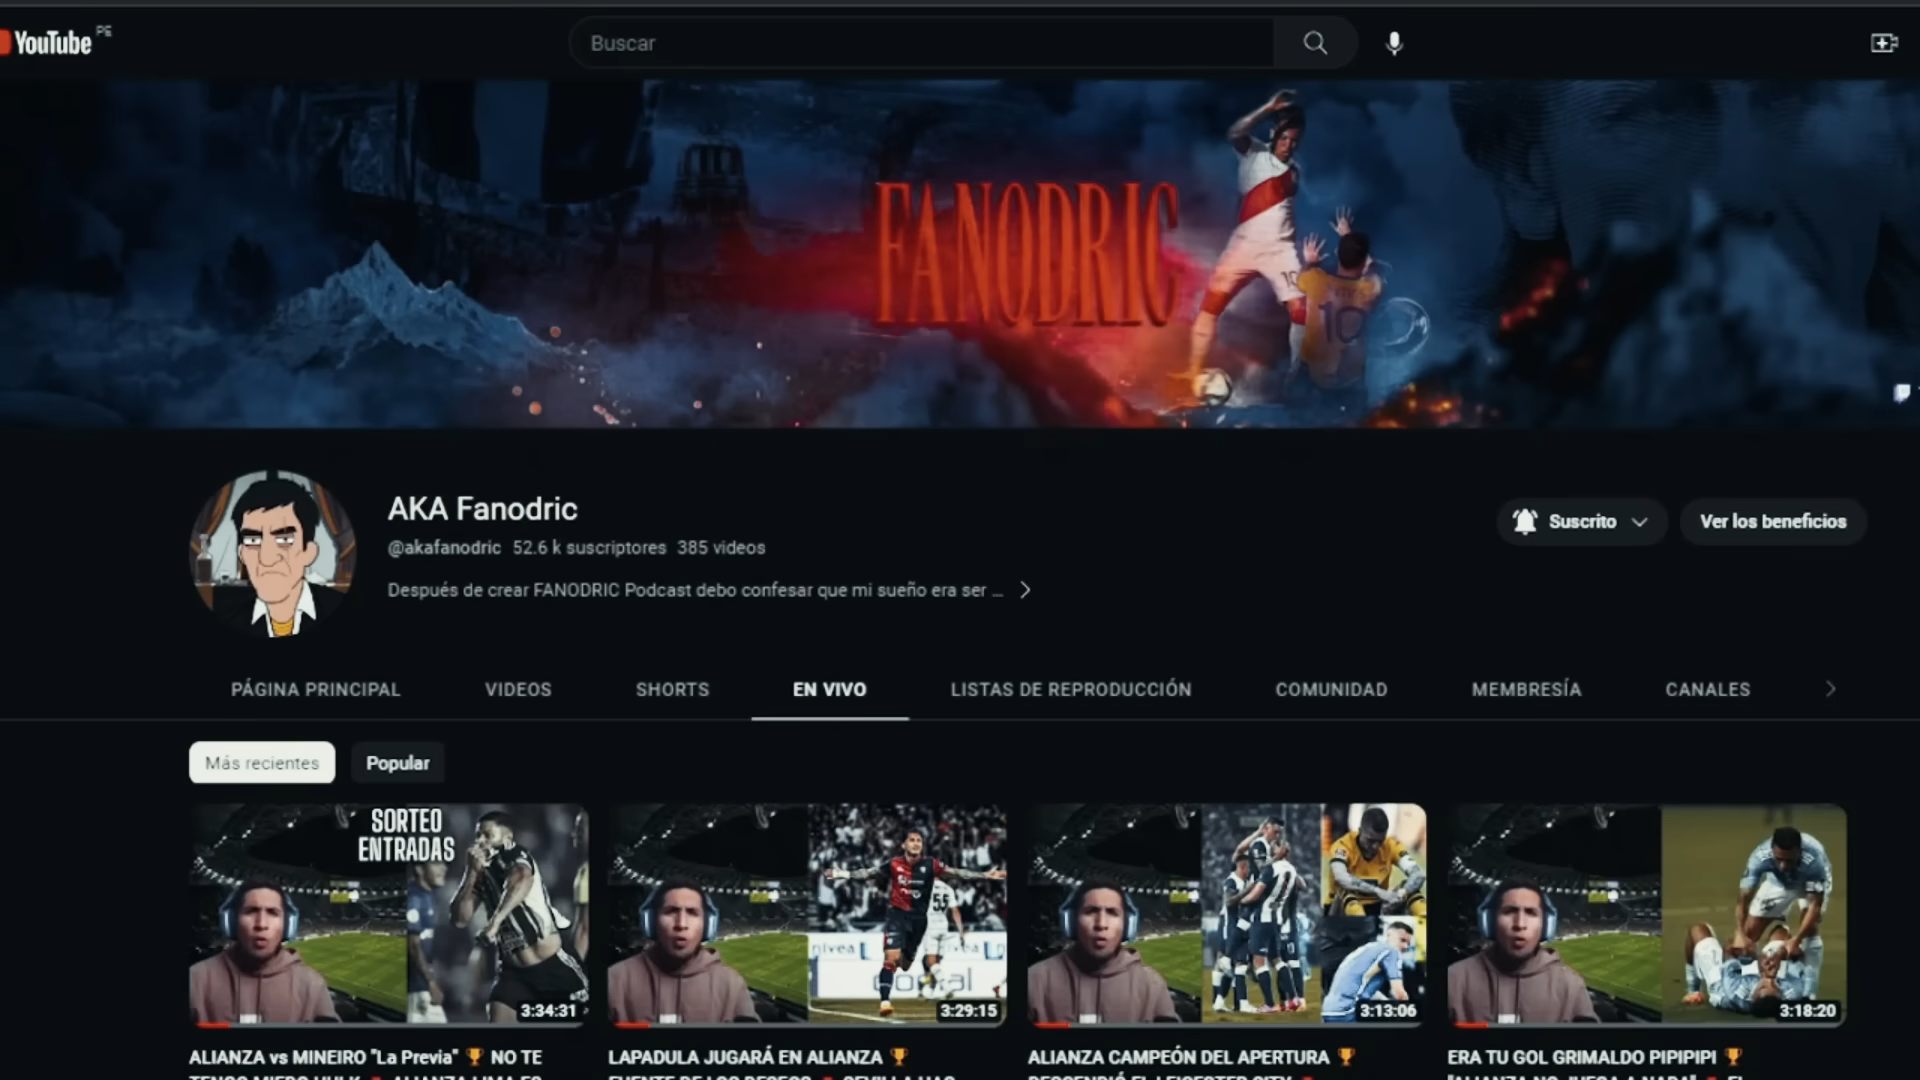 YouTube PE
Buscar
FANODRIC
10
AKA Fanodric
@akafanodric 52.6 k suscriptores 385 videos
Después de crear FANODRIC Podcast debo confesar que mi sueño era ser ...
Suscrito
Ver los beneficios
PÁGINA PRINCIPAL VIDEOS SHORTS EN VIVO LISTAS DE REPRODUCCIÓN COMUNIDAD MEMBRESÍA CANALES
Más recientes Popular
SORTEO
ENTRADAS
nivea
3:34:31 3:29:15 3:13:06 3:18:20
ALIANZA vs MINEIRO "La Previa" 🏆 NO TE
LAPADULA JUGARÁ EN ALIANZA 🏆
ALIANZA CAMPEÓN DEL APERTURA 🏆
ERA TU GOL GRIMALDO PIPIPIPI 🏆